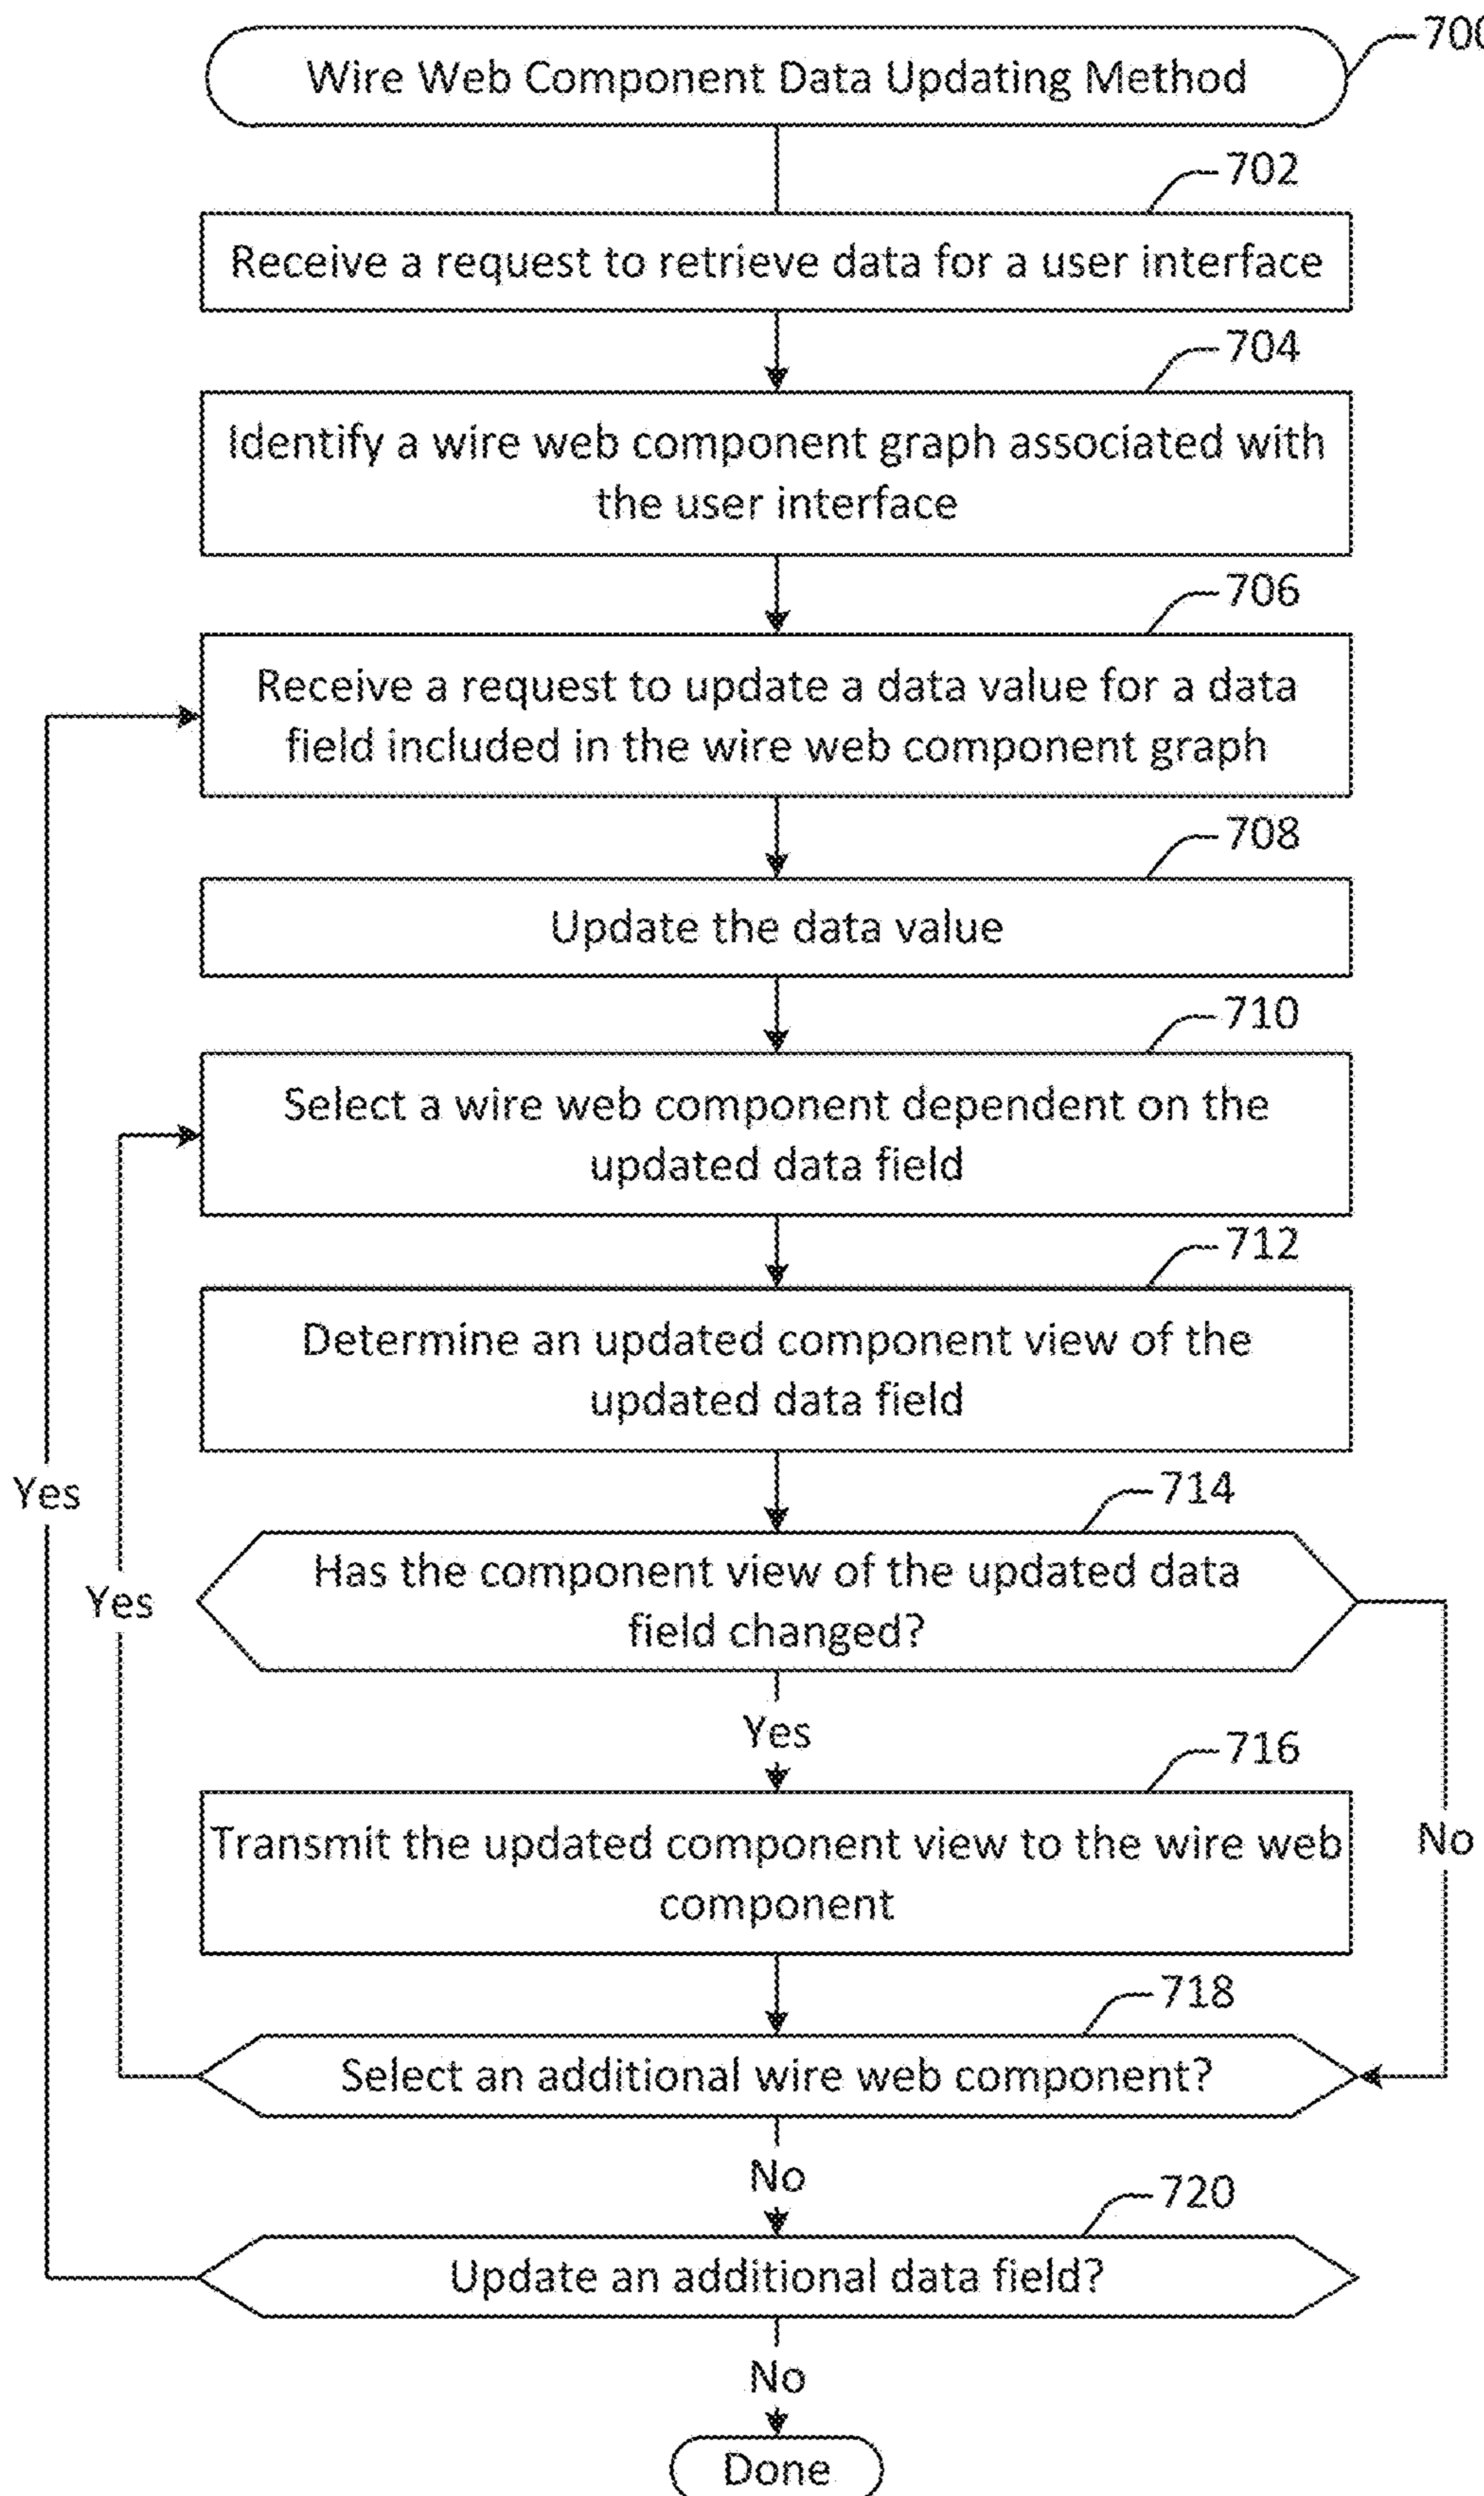 700
Wire Web Component Data Updating Method
702
Receive a request to retrieve data for a user interface
704
Identify a wire web component graph associated with
the user interface
706
Receive a request to update a data value for a data
field included in the wire web component graph
708
Update the data value
710
Select a wire web component dependent on the
updated data field
712
Determine an updated component view of the
updated data field
Yes
714
Has the component view of the updated data
field changed?
Yes
Yes
716
Transmit the updated component view to the wire web
component
No
718
Select an additional wire web component?
No
720
Update an additional data field?
No
Done